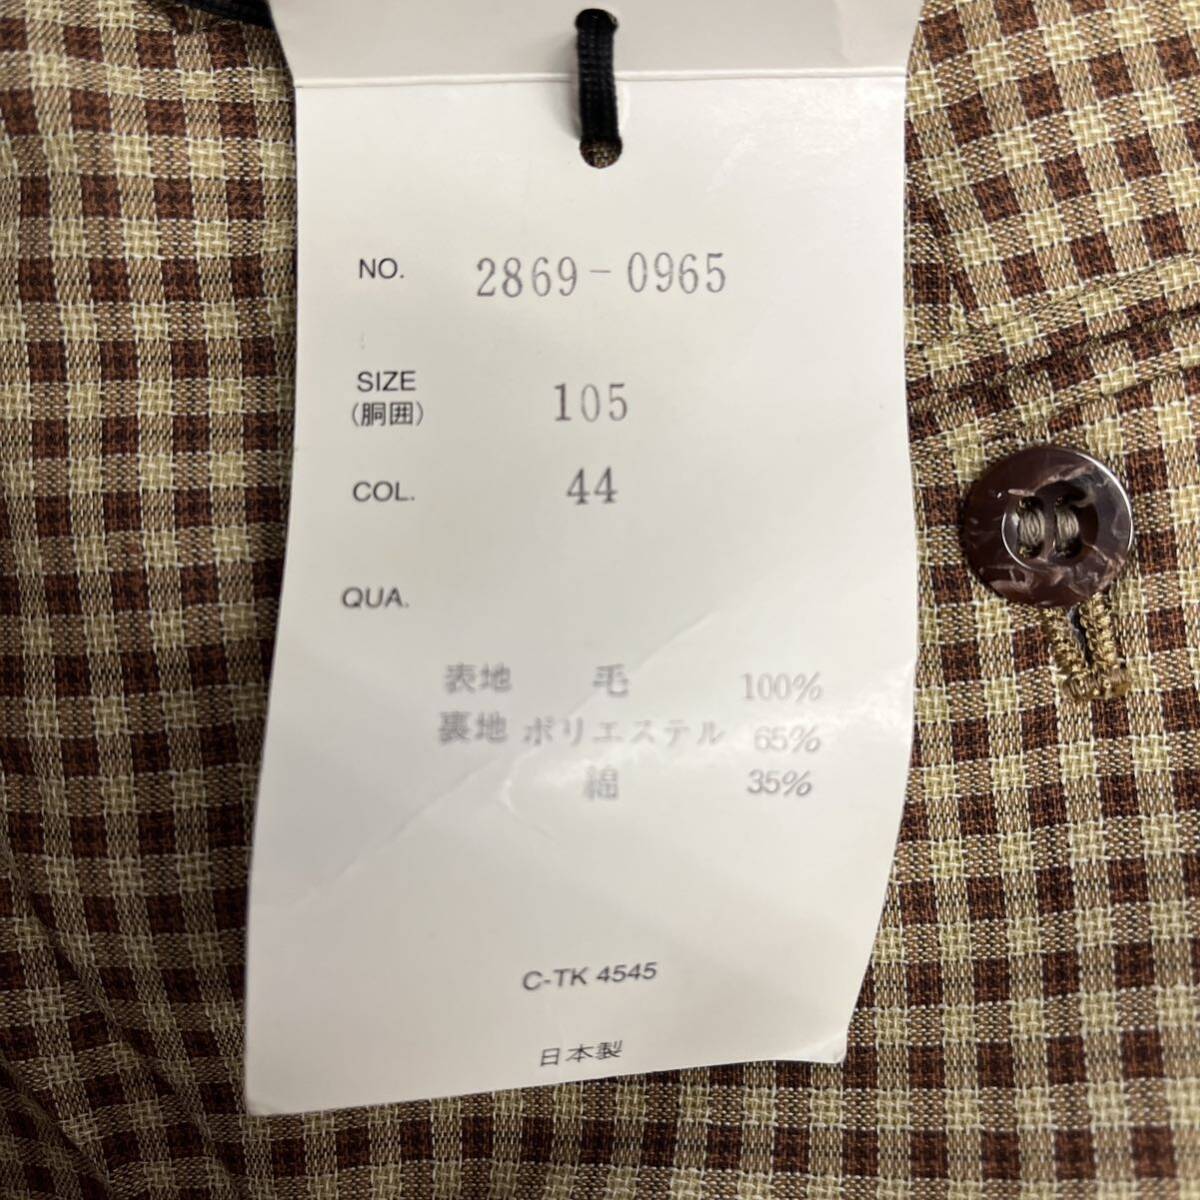 NO. 2869-0965
SIZE
(胴囲) 105
COL. 44
QUA.
表地 毛 100%
裏地 ポリエステル 65%
綿 35%
C-TK 4545
日本製